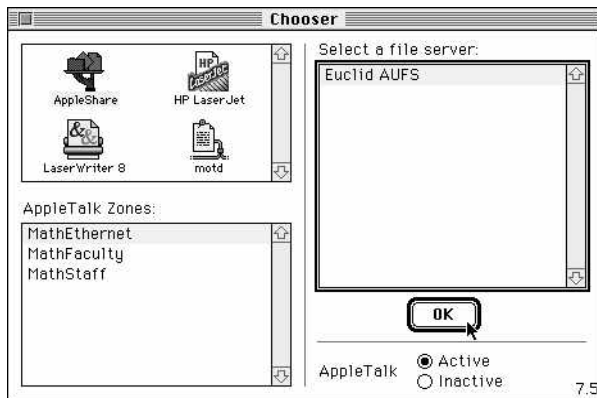 Chooser
AppleShare
HP LaserJet
LaserWriter 8
motd
AppleTalk Zones:
MathEthernet
MathFaculty
MathStaff
Select a file server:
Euclid AUFS
OK
AppleTalk
Active
Inactive
7.5